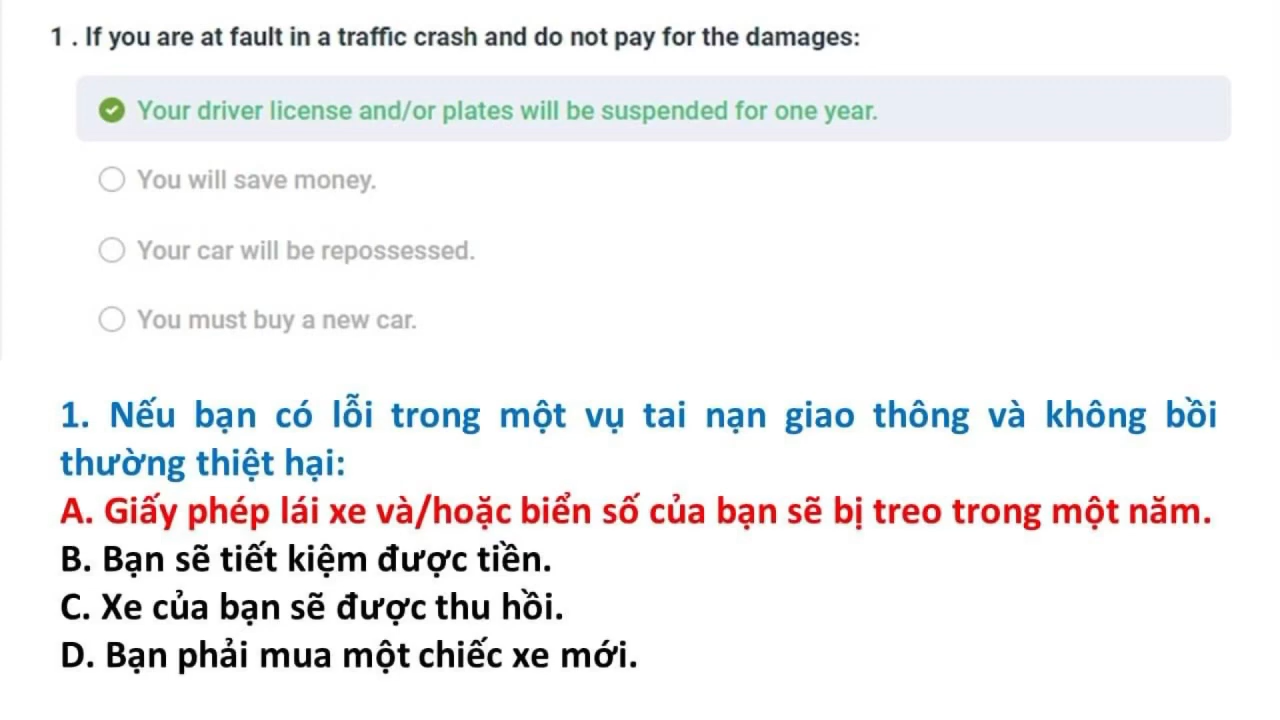 1 . If you are at fault in a traffic crash and do not pay for the damages:
Your driver license and/or plates will be suspended for one year.
You will save money.
Your car will be repossessed.
You must buy a new car.
1. Nếu bạn có lỗi trong một vụ tai nạn giao thông và không bồi
thường thiệt hại:
A. Giấy phép lái xe và/hoặc biển số của bạn sẽ bị treo trong một năm.
B. Bạn sẽ tiết kiệm được tiền.
C. Xe của bạn sẽ được thu hồi.
D. Bạn phải mua một chiếc xe mới.